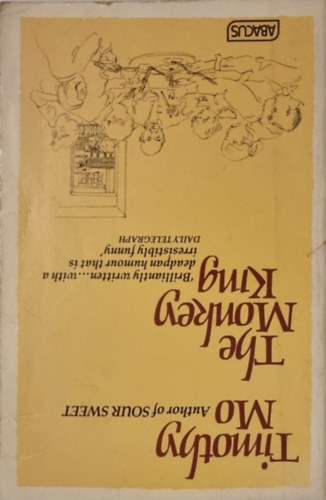 Timothy
Mo
Author of SOUR SWEET
The
Monkey
King
'Brilliantly written....with a
deadpan humour that is
irresistibly funny'
DAILY TELEGRAPH
ABACUS